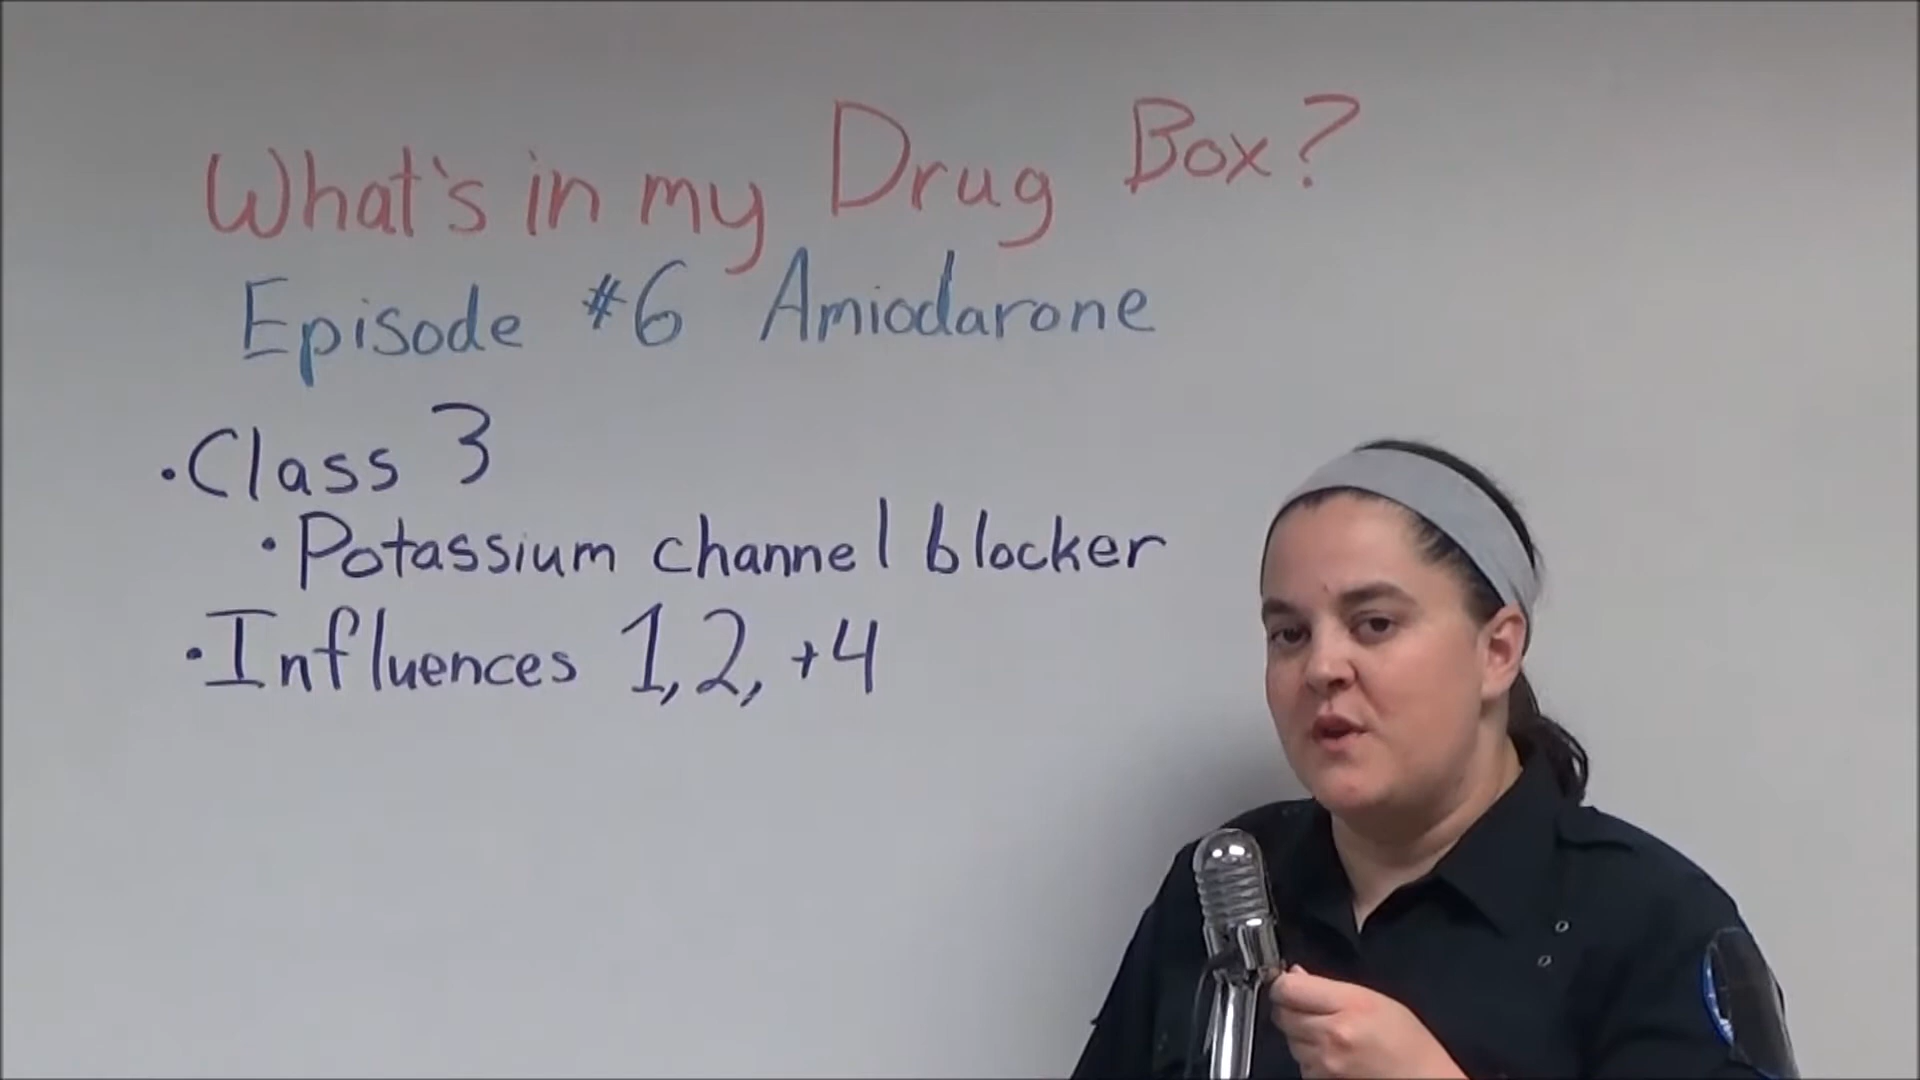 What's in my Drug Box?
Episode #6 Amiodarone
• Class 3
• Potassium channel blocker
• Influences 1, 2, + 4